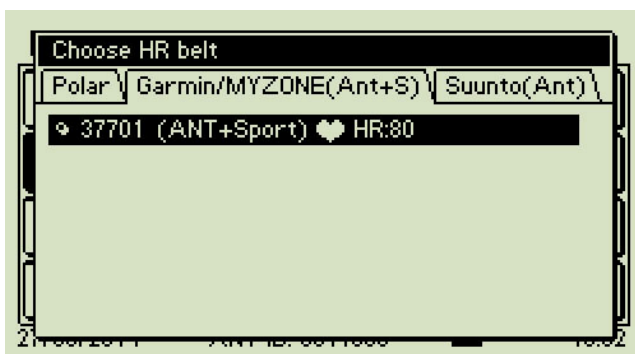 Choose HR belt
Polar Garmin/MYZONE(Ant+S) Suunto(Ant)
37701 (ANT+Sport) HR:80